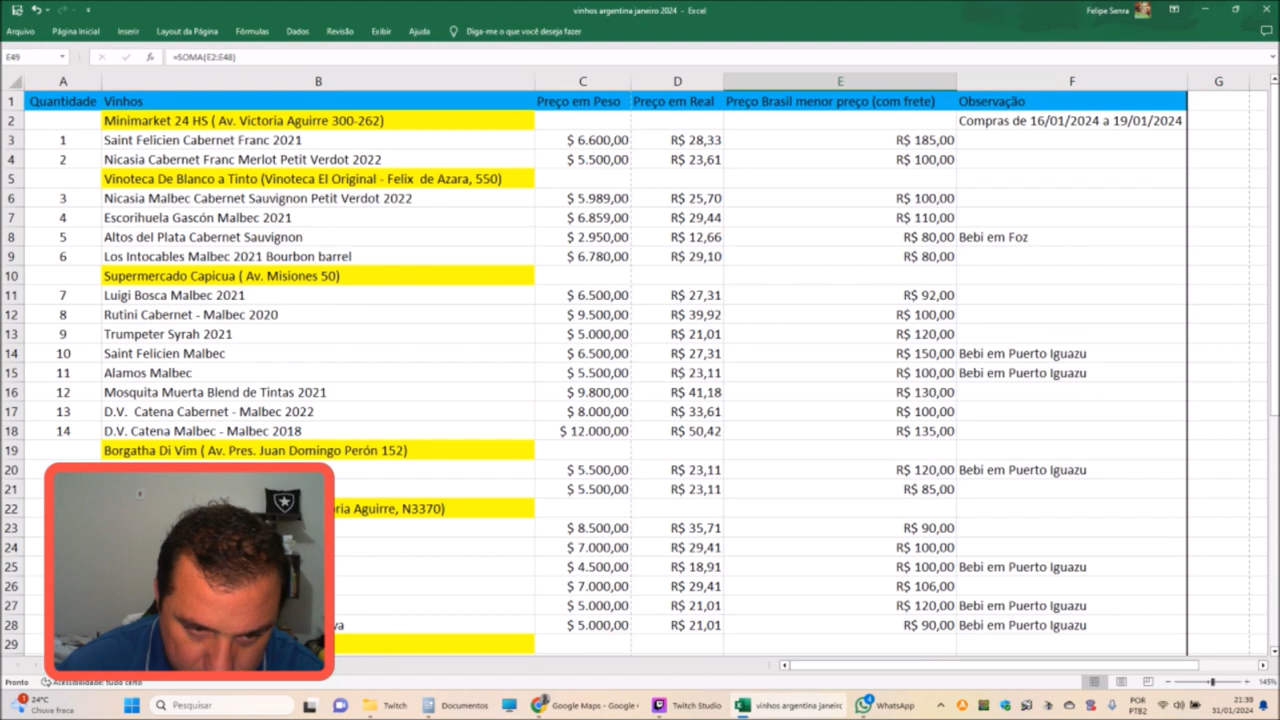 vinhos argentina janeiro 2024 - Excel
Felipe Senra
Arquivo Página Inicial Inserir Layout da Página Fórmulas Dados Revisão Exibir Ajuda Diga-me o que você deseja fazer
E49 fx =SOMA(E2:E48)
A B C D E F G
1 Quantidade Vinhos Preço em Peso Preço em Real Preço Brasil menor preço (com frete) Observação
2 Minimarket 24 HS ( Av. Victoria Aguirre 300-262) Compras de 16/01/2024 a 19/01/2024
3 1 Saint Felicien Cabernet Franc 2021 $ 6.600,00 R$ 28,33 R$ 185,00
4 2 Nicasia Cabernet Franc Merlot Petit Verdot 2022 $ 5.500,00 R$ 23,61 R$ 100,00
5 Vinoteca De Blanco a Tinto (Vinoteca El Original - Felix de Azara, 550)
6 3 Nicasia Malbec Cabernet Sauvignon Petit Verdot 2022 $ 5.989,00 R$ 25,70 R$ 100,00
7 4 Escorihuela Gascón Malbec 2021 $ 6.859,00 R$ 29,44 R$ 110,00
8 5 Altos del Plata Cabernet Sauvignon $ 2.950,00 R$ 12,66 R$ 80,00 Bebi em Foz
9 6 Los Intocables Malbec 2021 Bourbon barrel $ 6.780,00 R$ 29,10 R$ 80,00
10 Supermercado Capicua ( Av. Misiones 50)
11 7 Luigi Bosca Malbec 2021 $ 6.500,00 R$ 27,31 R$ 92,00
12 8 Rutini Cabernet - Malbec 2020 $ 9.500,00 R$ 39,92 R$ 100,00
13 9 Trumpeter Syrah 2021 $ 5.000,00 R$ 21,01 R$ 120,00
14 10 Saint Felicien Malbec $ 6.500,00 R$ 27,31 R$ 150,00 Bebi em Puerto Iguazu
15 11 Alamos Malbec $ 5.500,00 R$ 23,11 R$ 100,00 Bebi em Puerto Iguazu
16 12 Mosquita Muerta Blend de Tintas 2021 $ 9.800,00 R$ 41,18 R$ 130,00
17 13 D.V. Catena Cabernet - Malbec 2022 $ 8.000,00 R$ 33,61 R$ 100,00
18 14 D.V. Catena Malbec - Malbec 2018 $ 12.000,00 R$ 50,42 R$ 135,00
19 Borgatha Di Vim ( Av. Pres. Juan Domingo Perón 152)
20 $ 5.500,00 R$ 23,11 R$ 120,00 Bebi em Puerto Iguazu
21 $ 5.500,00 R$ 23,11 R$ 85,00
22 oria Aguirre, N3370)
23 $ 8.500,00 R$ 35,71 R$ 90,00
24 $ 7.000,00 R$ 29,41 R$ 100,00
25 $ 4.500,00 R$ 18,91 R$ 100,00 Bebi em Puerto Iguazu
26 $ 7.000,00 R$ 29,41 R$ 106,00
27 $ 5.000,00 R$ 21,01 R$ 120,00 Bebi em Puerto Iguazu
28 va $ 5.000,00 R$ 21,01 R$ 90,00 Bebi em Puerto Iguazu
29
Pronto Acessibilidade: tudo certo 145%
24°C
Chuva fraca
Pesquisar Twitch Documentos Google Maps - Google Twitch Studio vinhos argentina janeiro WhatsApp
POR
PTB2
21:39
31/01/2024